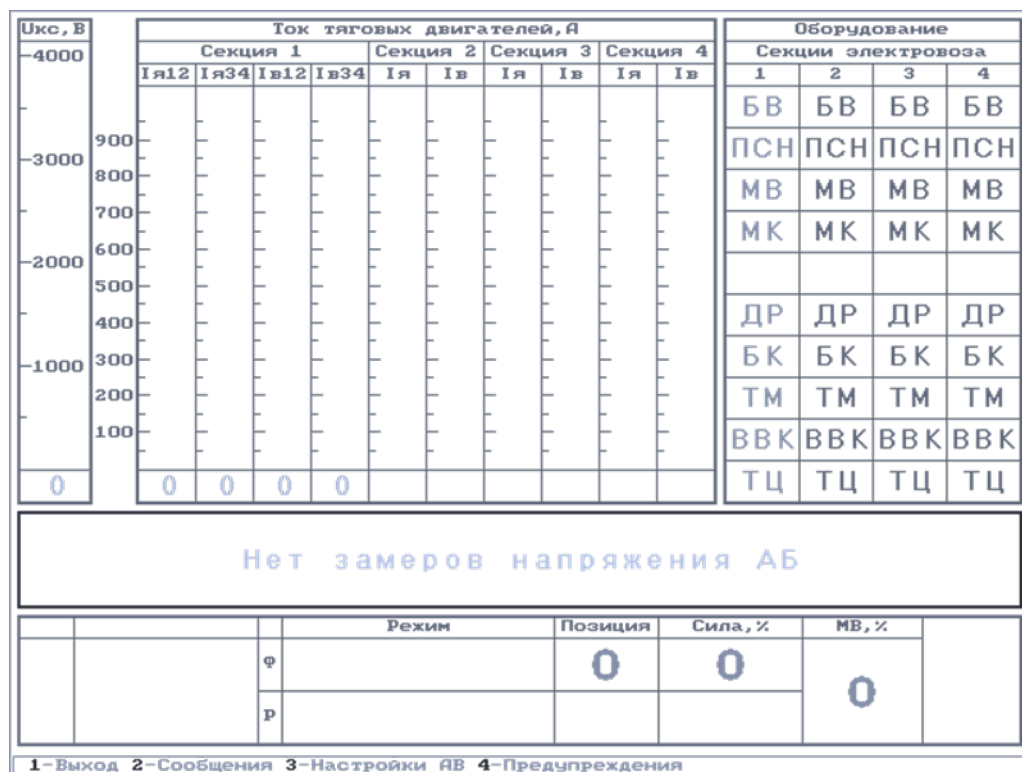 Uкс,В Ток тяговых двигателей,А Оборудование
Секция 1 Секция 2 Секция 3 Секция 4 Секции электровоза
Iя12 Iя34 Iв12 Iв34 Iя Iв Iя Iв Iя Iв 1 2 3 4
4000
3000
2000
1000
900
800
700
600
500
400
300
200
100
БВ БВ БВ БВ
ПСН ПСН ПСН ПСН
МВ МВ МВ МВ
МК МК МК МК
ДР ДР ДР ДР
БК БК БК БК
ТМ ТМ ТМ ТМ
ВВК ВВК ВВК ВВК
0 0 0 0 0 ТЦ ТЦ ТЦ ТЦ
Нет замеров напряжения АБ
Режим Позиция Сила,% МВ,%
φ 0 0 0
р
1-Выход 2-Сообщения 3-Настройки АВ 4-Предупреждения